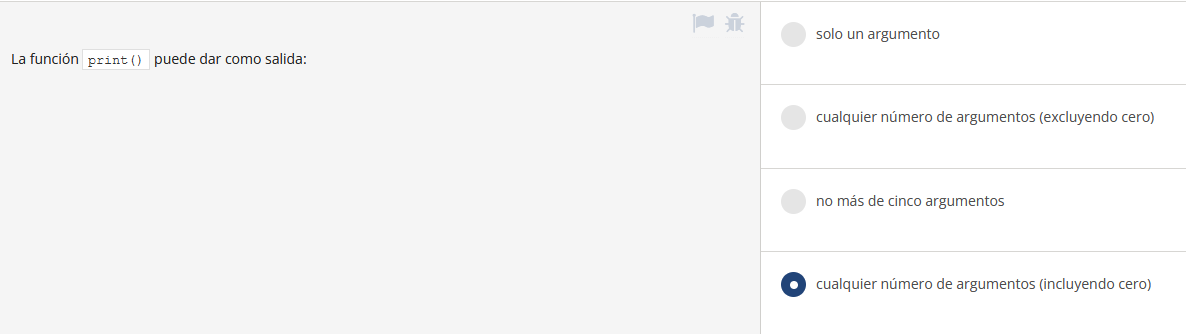 La función print() puede dar como salida:
solo un argumento
cualquier número de argumentos (excluyendo cero)
no más de cinco argumentos
cualquier número de argumentos (incluyendo cero)